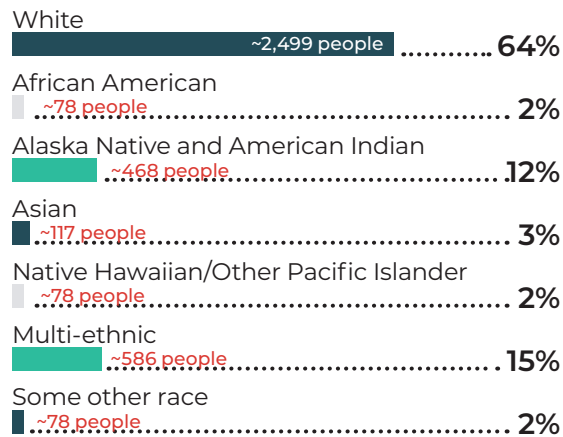 White
~2,499 people ............ 64%
African American
~78 people ............ 2%
Alaska Native and American Indian
~468 people ............ 12%
Asian
~117 people ............ 3%
Native Hawaiian/Other Pacific Islander
~78 people ............ 2%
Multi-ethnic
~586 people ............ 15%
Some other race
~78 people ............ 2%